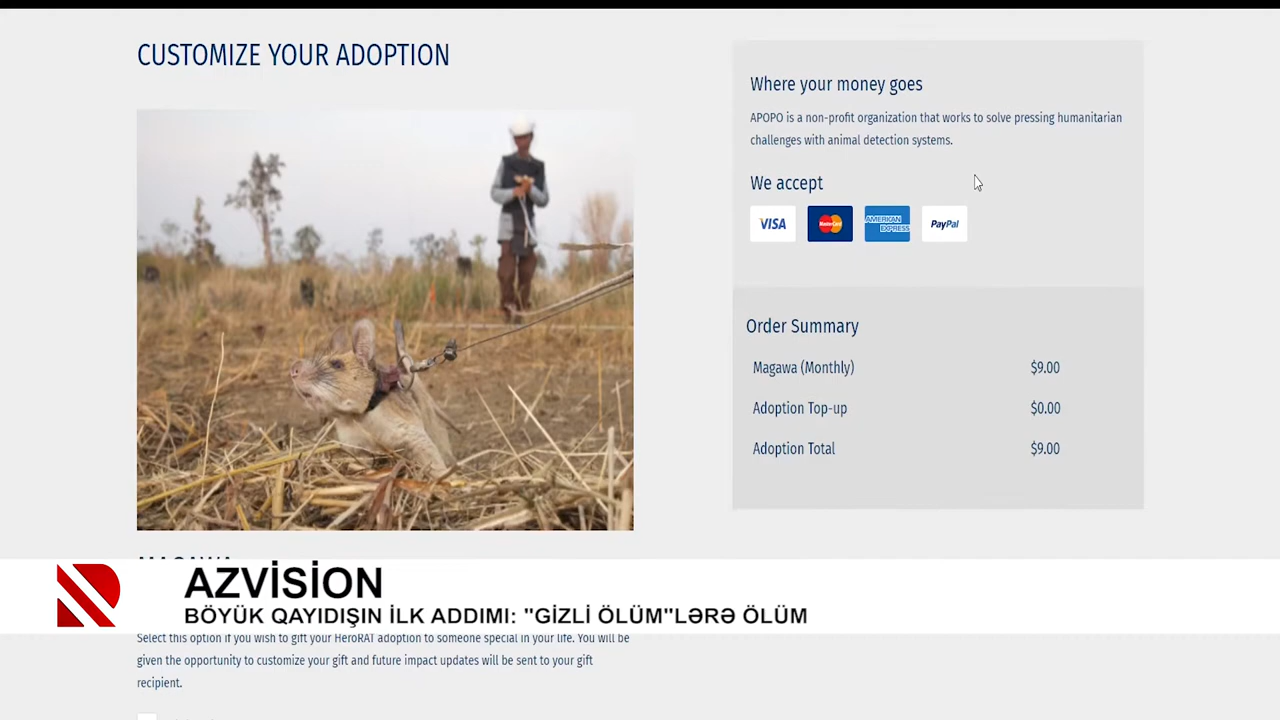 CUSTOMIZE YOUR ADOPTION
Where your money goes
APOPO is a non-profit organization that works to solve pressing humanitarian
challenges with animal detection systems.
We accept
VISA
MasterCard
AMERICAN
EXPRESS
PayPal
Order Summary
Magawa (Monthly) $9.00
Adoption Top-up $0.00
Adoption Total $9.00
AZVİSİON
BÖYÜK QAYIDIŞIN İLK ADDIMI: "GİZLİ ÖLÜM"LƏRƏ ÖLÜM
Select this option if you wish to gift your HeroRAT adoption to someone special in your life. You will be
given the opportunity to customize your gift and future impact updates will be sent to your gift
recipient.